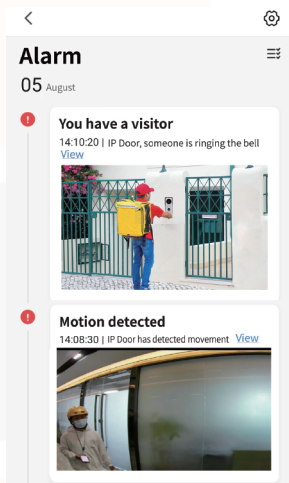 Alarm
05 August
You have a visitor
14:10:20 | IP Door, someone is ringing the bell
View
Motion detected
14:08:30 | IP Door has detected movement View